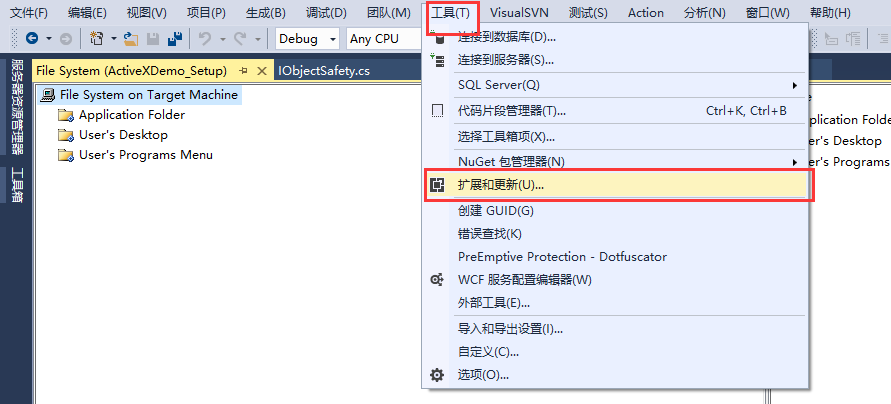 文件(F) 编辑(E) 视图(V) 项目(P) 生成(B) 调试(D) 团队(M) 工具(T) VisualSVN 测试(S) Action 分析(N) 窗口(W) 帮助(H)
Debug Any CPU
服务器资源管理器
工具箱
File System (ActiveXDemo_Setup) IObjectSafety.cs
File System on Target Machine
Application Folder
User's Desktop
User's Programs Menu
连接到数据库(D)...
连接到服务器(S)...
SQL Server(Q)
代码片段管理器(T)... Ctrl+K, Ctrl+B
选择工具箱项(X)...
NuGet 包管理器(N)
扩展和更新(U)...
创建 GUID(G)
错误查找(K)
PreEmptive Protection - Dotfuscator
WCF 服务配置编辑器(W)
外部工具(E)...
导入和导出设置(I)...
自定义(C)...
选项(O)...
pplication Folde
er's Desktop
er's Programs